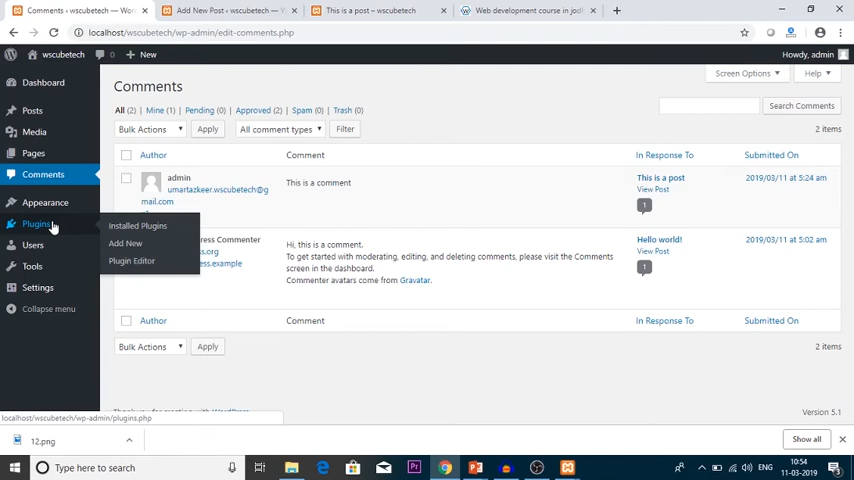 Comments ‹ wscubetech — Wor
Add New Post ‹ wscubetech — W
This is a post – wscubetech
Web development course in jodh
localhost/wscubetech/wp-admin/edit-comments.php
wscubetech
0
New
Howdy, admin
Dashboard
Posts
Media
Pages
Comments
Appearance
Plugins
Users
Tools
Settings
Collapse menu
Installed Plugins
Add New
Plugin Editor
Comments
Screen Options
Help
All (2) | Mine (1) | Pending (0) | Approved (2) | Spam (0) | Trash (0)
Search Comments
Bulk Actions
Apply
All comment types
Filter
2 items
Author
Comment
In Response To
Submitted On
admin
umartazkeer.wscubetech@g
mail.com
This is a comment
This is a post
View Post
1
2019/03/11 at 5:24 am
ress Commenter
ss.org
ess.example
Hi, this is a comment.
To get started with moderating, editing, and deleting comments, please visit the Comments
screen in the dashboard.
Commenter avatars come from Gravatar.
Hello world!
View Post
1
2019/03/11 at 5:02 am
Author
Comment
In Response To
Submitted On
Bulk Actions
Apply
2 items
Version 5.1
localhost/wscubetech/wp-admin/plugins.php
12.png
Show all
Type here to search
Pr
ENG
10:54
11-03-2019